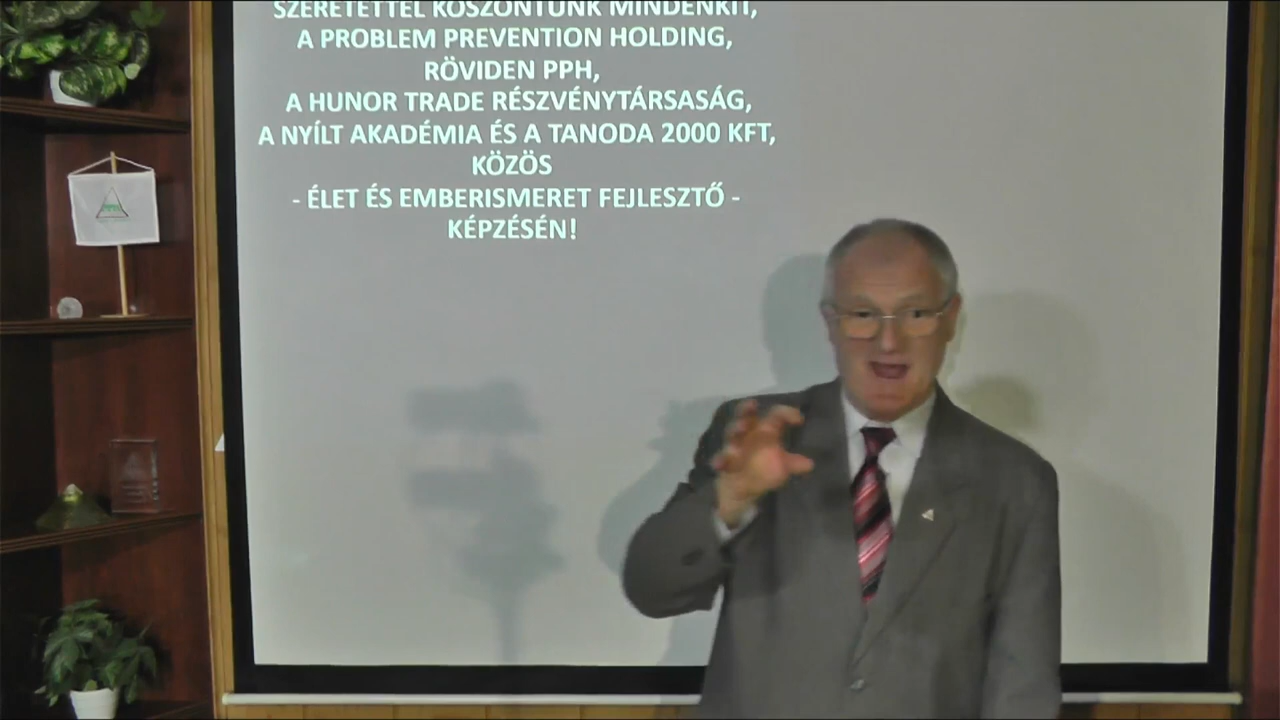 SZERETETTEL KÖSZÖNTÜNK MINDENKIT,
A PROBLEM PREVENTION HOLDING,
RÖVIDEN PPH,
A HUNOR TRADE RÉSZVÉNYTÁRSASÁG,
A NYÍLT AKADÉMIA ÉS A TANODA 2000 KFT,
KÖZÖS
- ÉLET ÉS EMBERISMERET FEJLESZTŐ -
KÉPZÉSÉN!